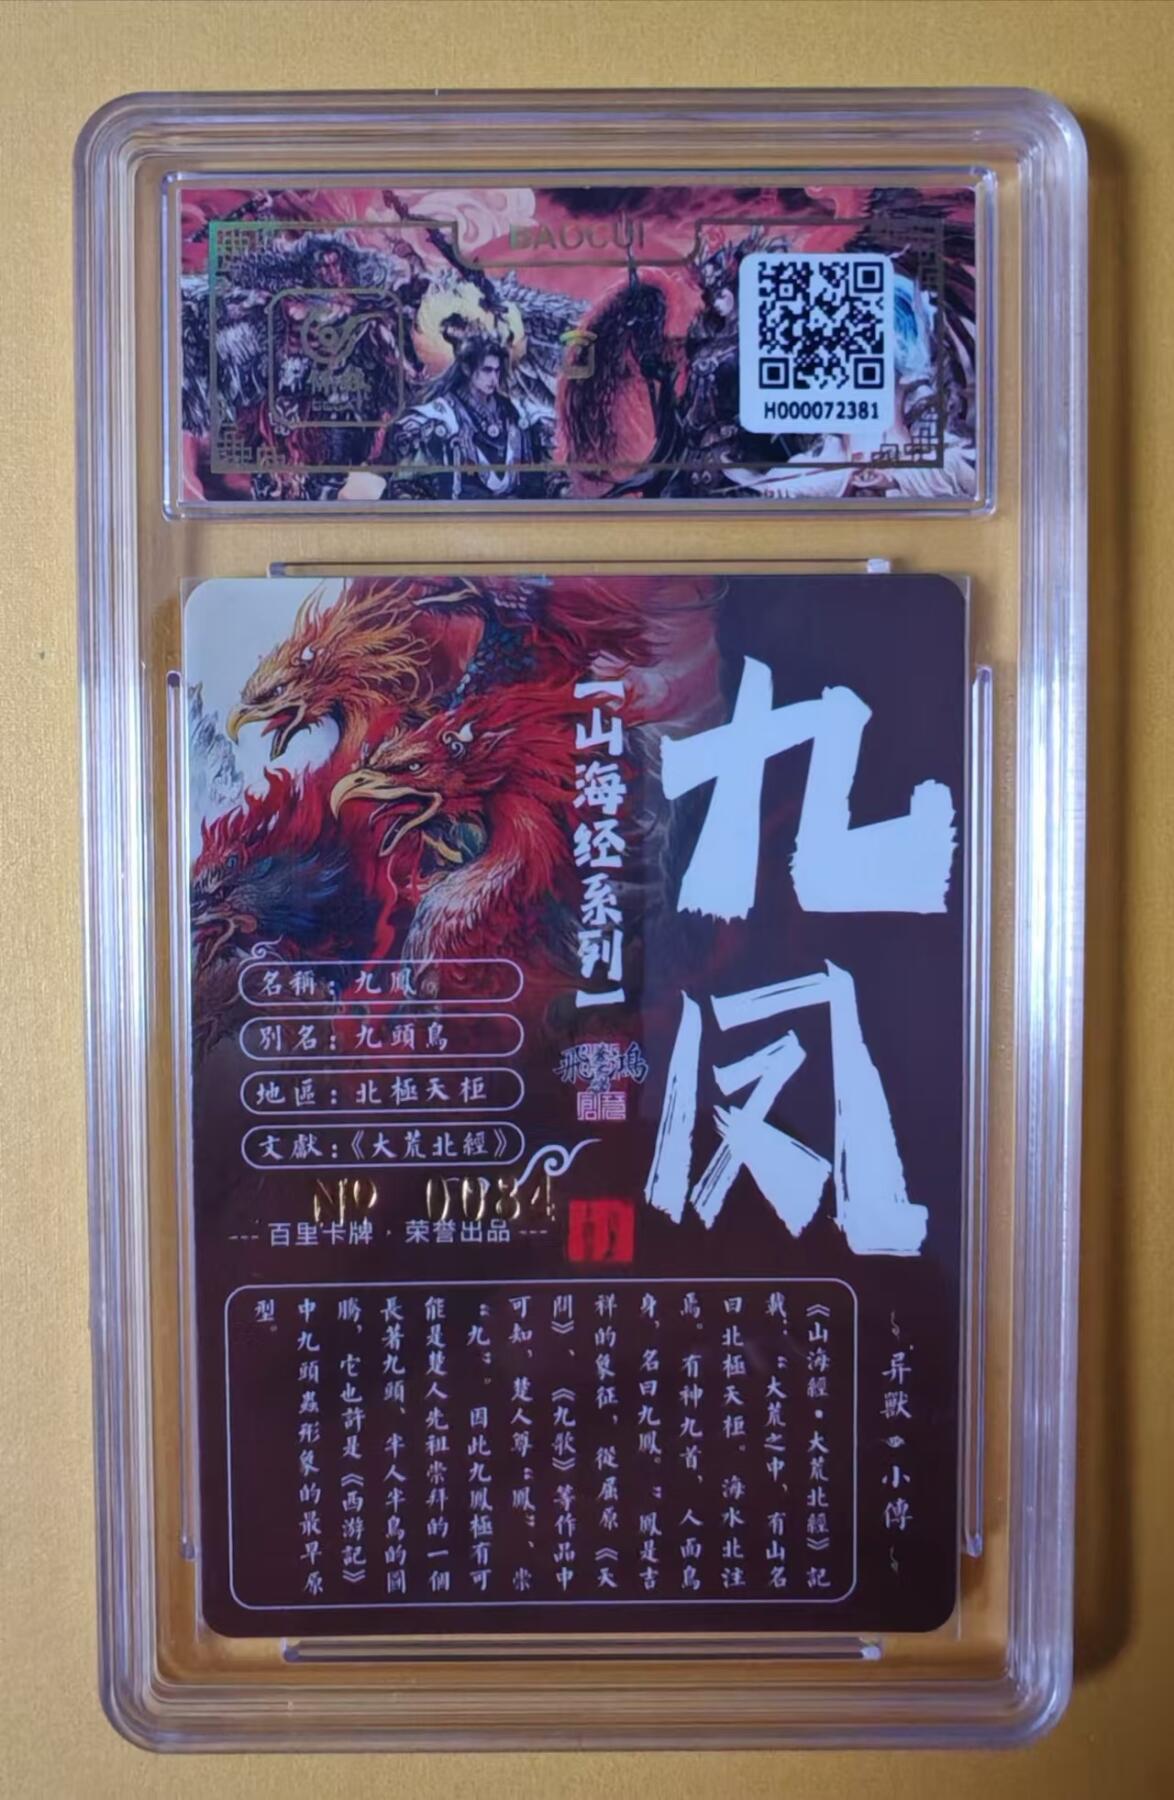 BAOCUI
H000072381
九凤
【山海经系列】
飛鴻
名稱：九鳳
別名：九頭鳥
地區：北極天柜
文獻：《大荒北經》
№ 0084
---百里卡牌·荣誉出品---
异獸 小傳
《山海經•大荒北經》記
載：“大荒之中，有山名
曰北極天柜。海水北注
焉。有神九首，人面鳥
身，名曰九鳳。”鳳是吉
祥的象征，從屈原《天
問》、《九歌》等作品中
可知，楚人尊“鳳”、崇
“九”。因此九鳳極有可
能是楚人先祖崇拜的一個
長著九頭、半人半鳥的圖
騰，它也許是《西游記》
中九頭蟲形象的最早原
型。